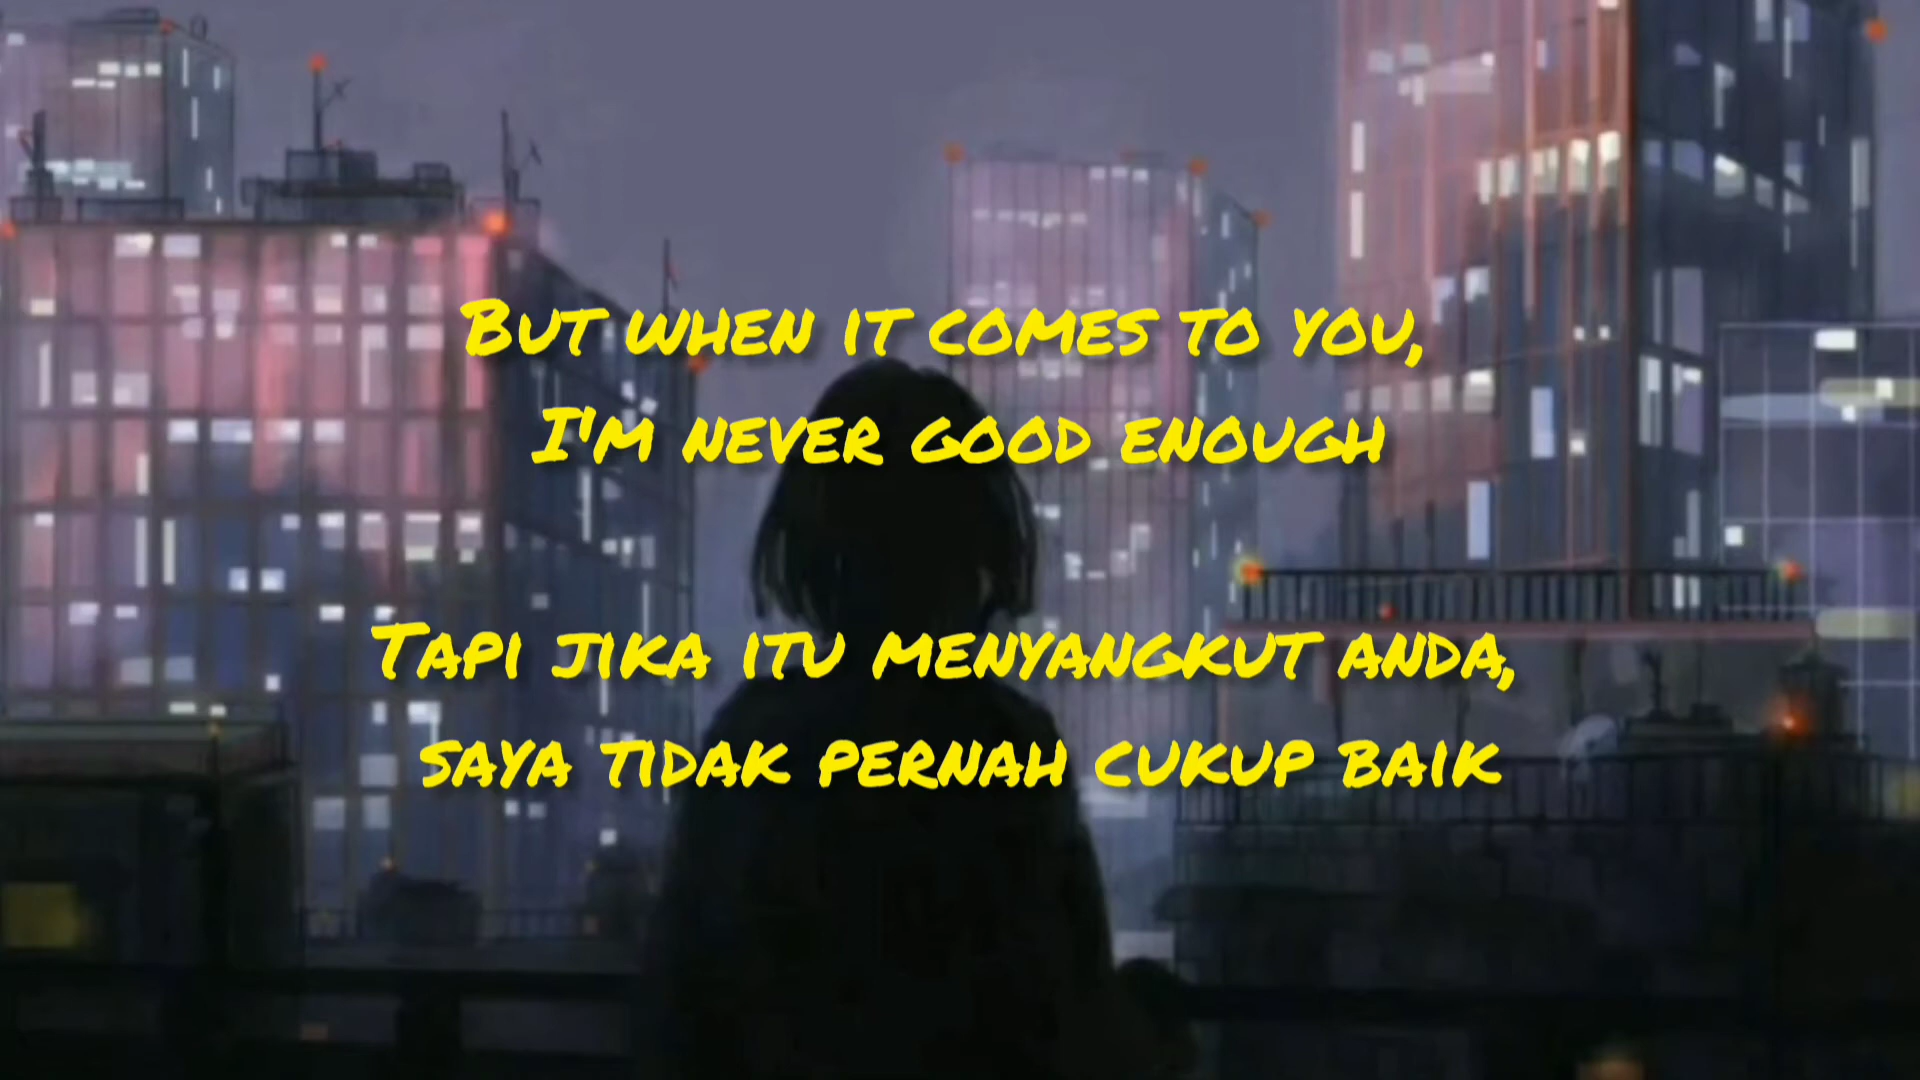 But when it comes to you,
I'm never good enough
Tapi jika itu menyangkut anda,
saya tidak pernah cukup baik